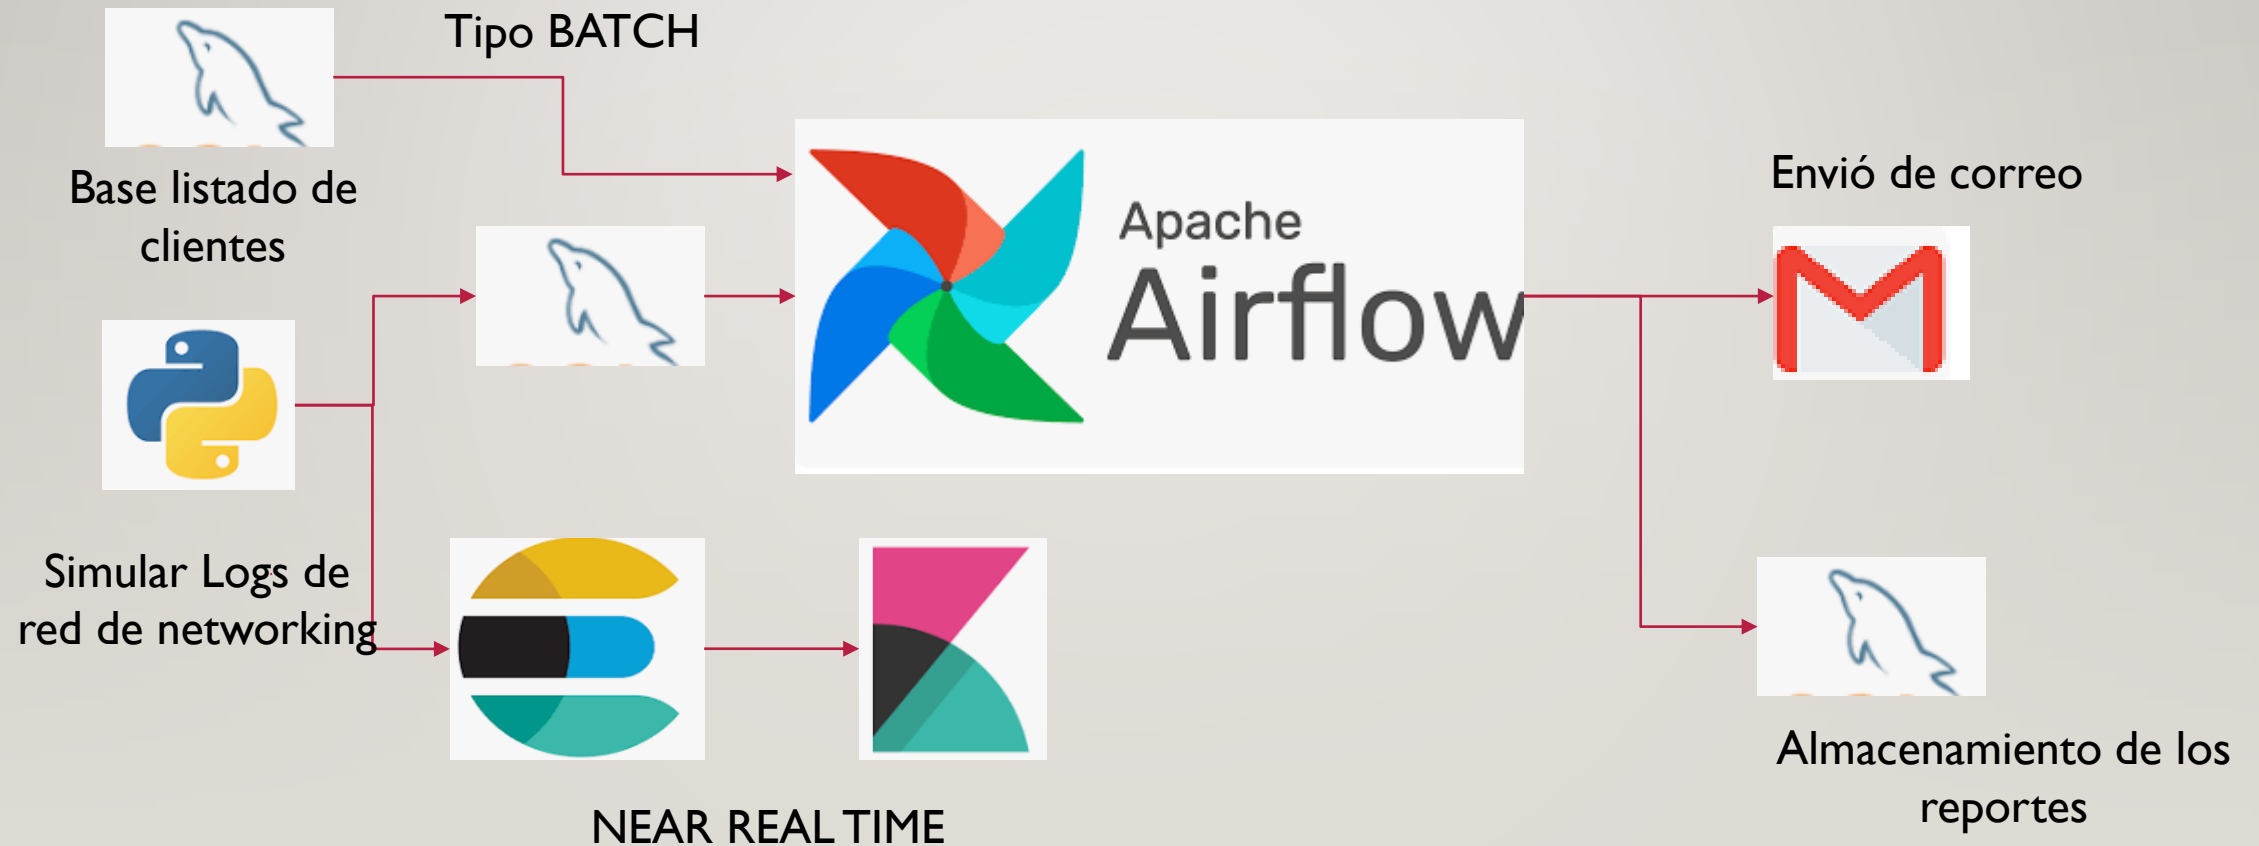 Tipo BATCH
Base listado de
clientes
Apache
Airflow
Envió de correo
Simular Logs de
red de networking
NEAR REAL TIME
Almacenamiento de los
reportes